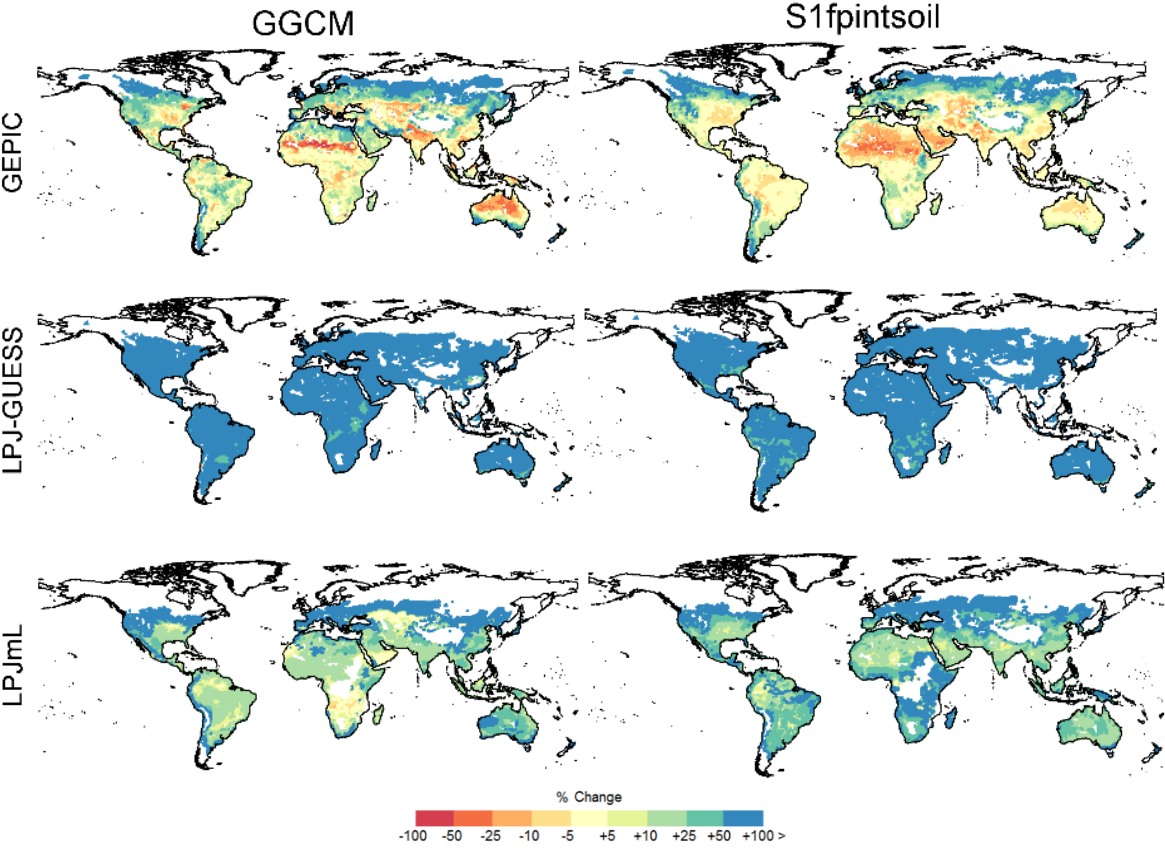 GGCM S1fpintsoil
GEPIC
LPJ-GUESS
LPJmL
% Change
-100 -50 -25 -10 -5 +5 +10 +25 +50 +100 >